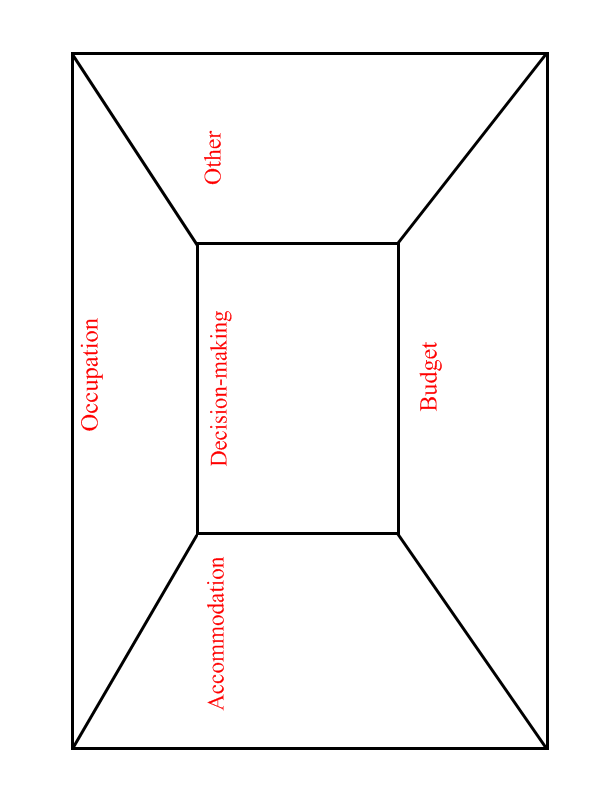 Occupation
Accommodation
Decision-making
Other
Budget